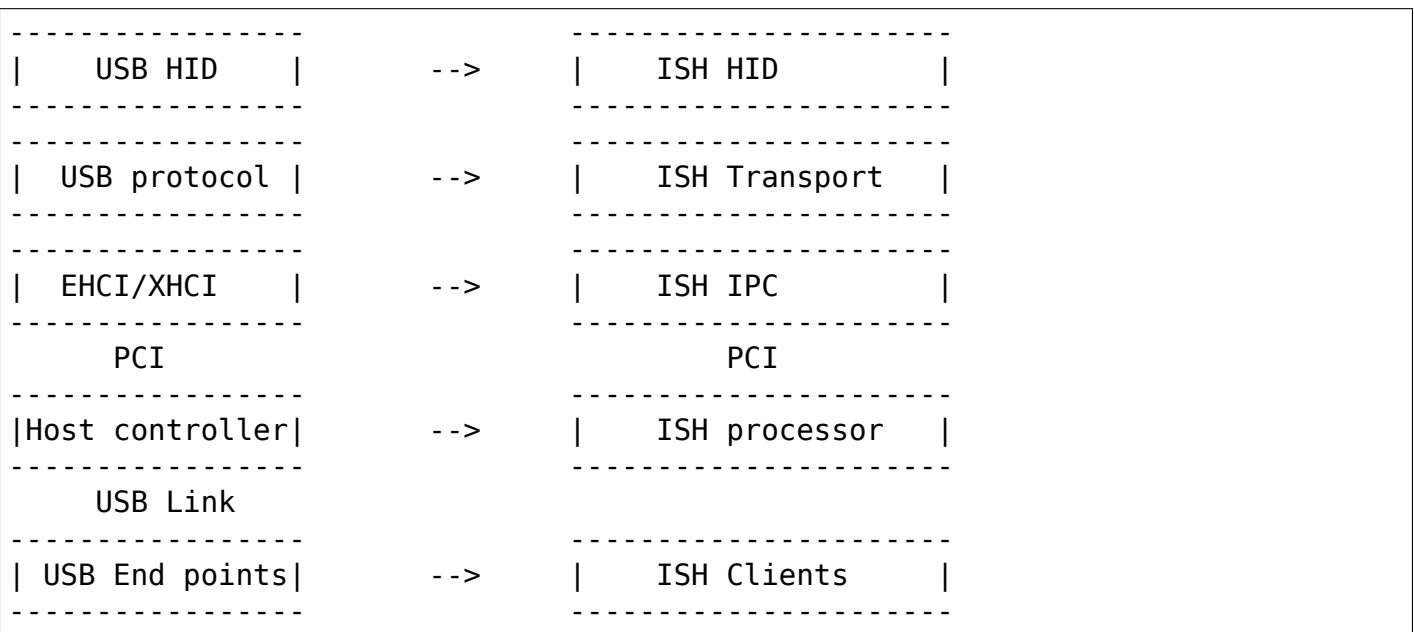 -----------------               ----------------------
|    USB HID    |       -->     |    ISH HID         |
-----------------               ----------------------
-----------------               ----------------------
|  USB protocol |       -->     |    ISH Transport   |
-----------------               ----------------------
-----------------               ----------------------
|  EHCI/XHCI    |       -->     |    ISH IPC         |
-----------------               ----------------------
      PCI                                PCI
-----------------               ----------------------
|Host controller|       -->     |    ISH processor   |
-----------------               ----------------------
     USB Link
-----------------               ----------------------
| USB End points|       -->     |    ISH Clients     |
-----------------               ----------------------